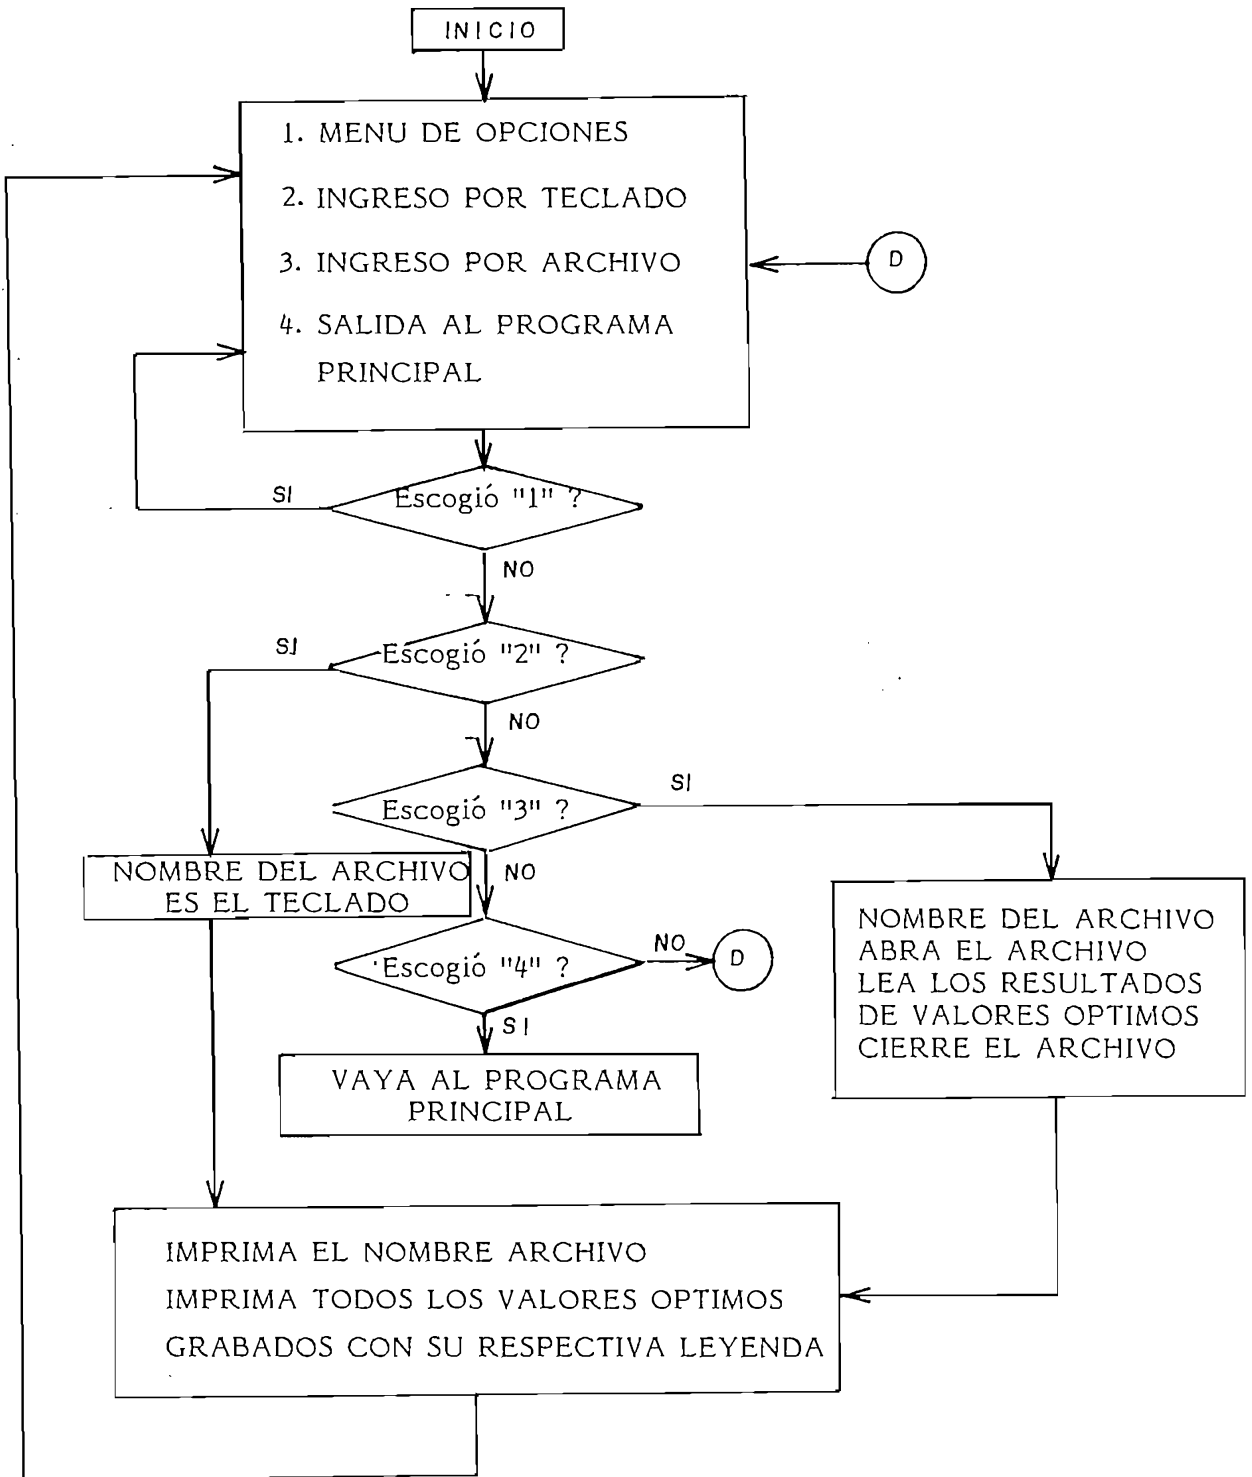 INICIO
1. MENU DE OPCIONES
2. INGRESO POR TECLADO
3. INGRESO POR ARCHIVO
D
4. SALIDA AL PROGRAMA
PRINCIPAL
SI
Escogió "1" ?
NO
SI
Escogió "2" ?
NO
SI
Escogió "3" ?
NO
NOMBRE DEL ARCHIVO
ES EL TECLADO
NOMBRE DEL ARCHIVO
ABRA EL ARCHIVO
LEA LOS RESULTADOS
DE VALORES OPTIMOS
CIERRE EL ARCHIVO
Escogió "4" ?
NO
D
SI
VAYA AL PROGRAMA
PRINCIPAL
IMPRIMA EL NOMBRE ARCHIVO
IMPRIMA TODOS LOS VALORES OPTIMOS
GRABADOS CON SU RESPECTIVA LEYENDA